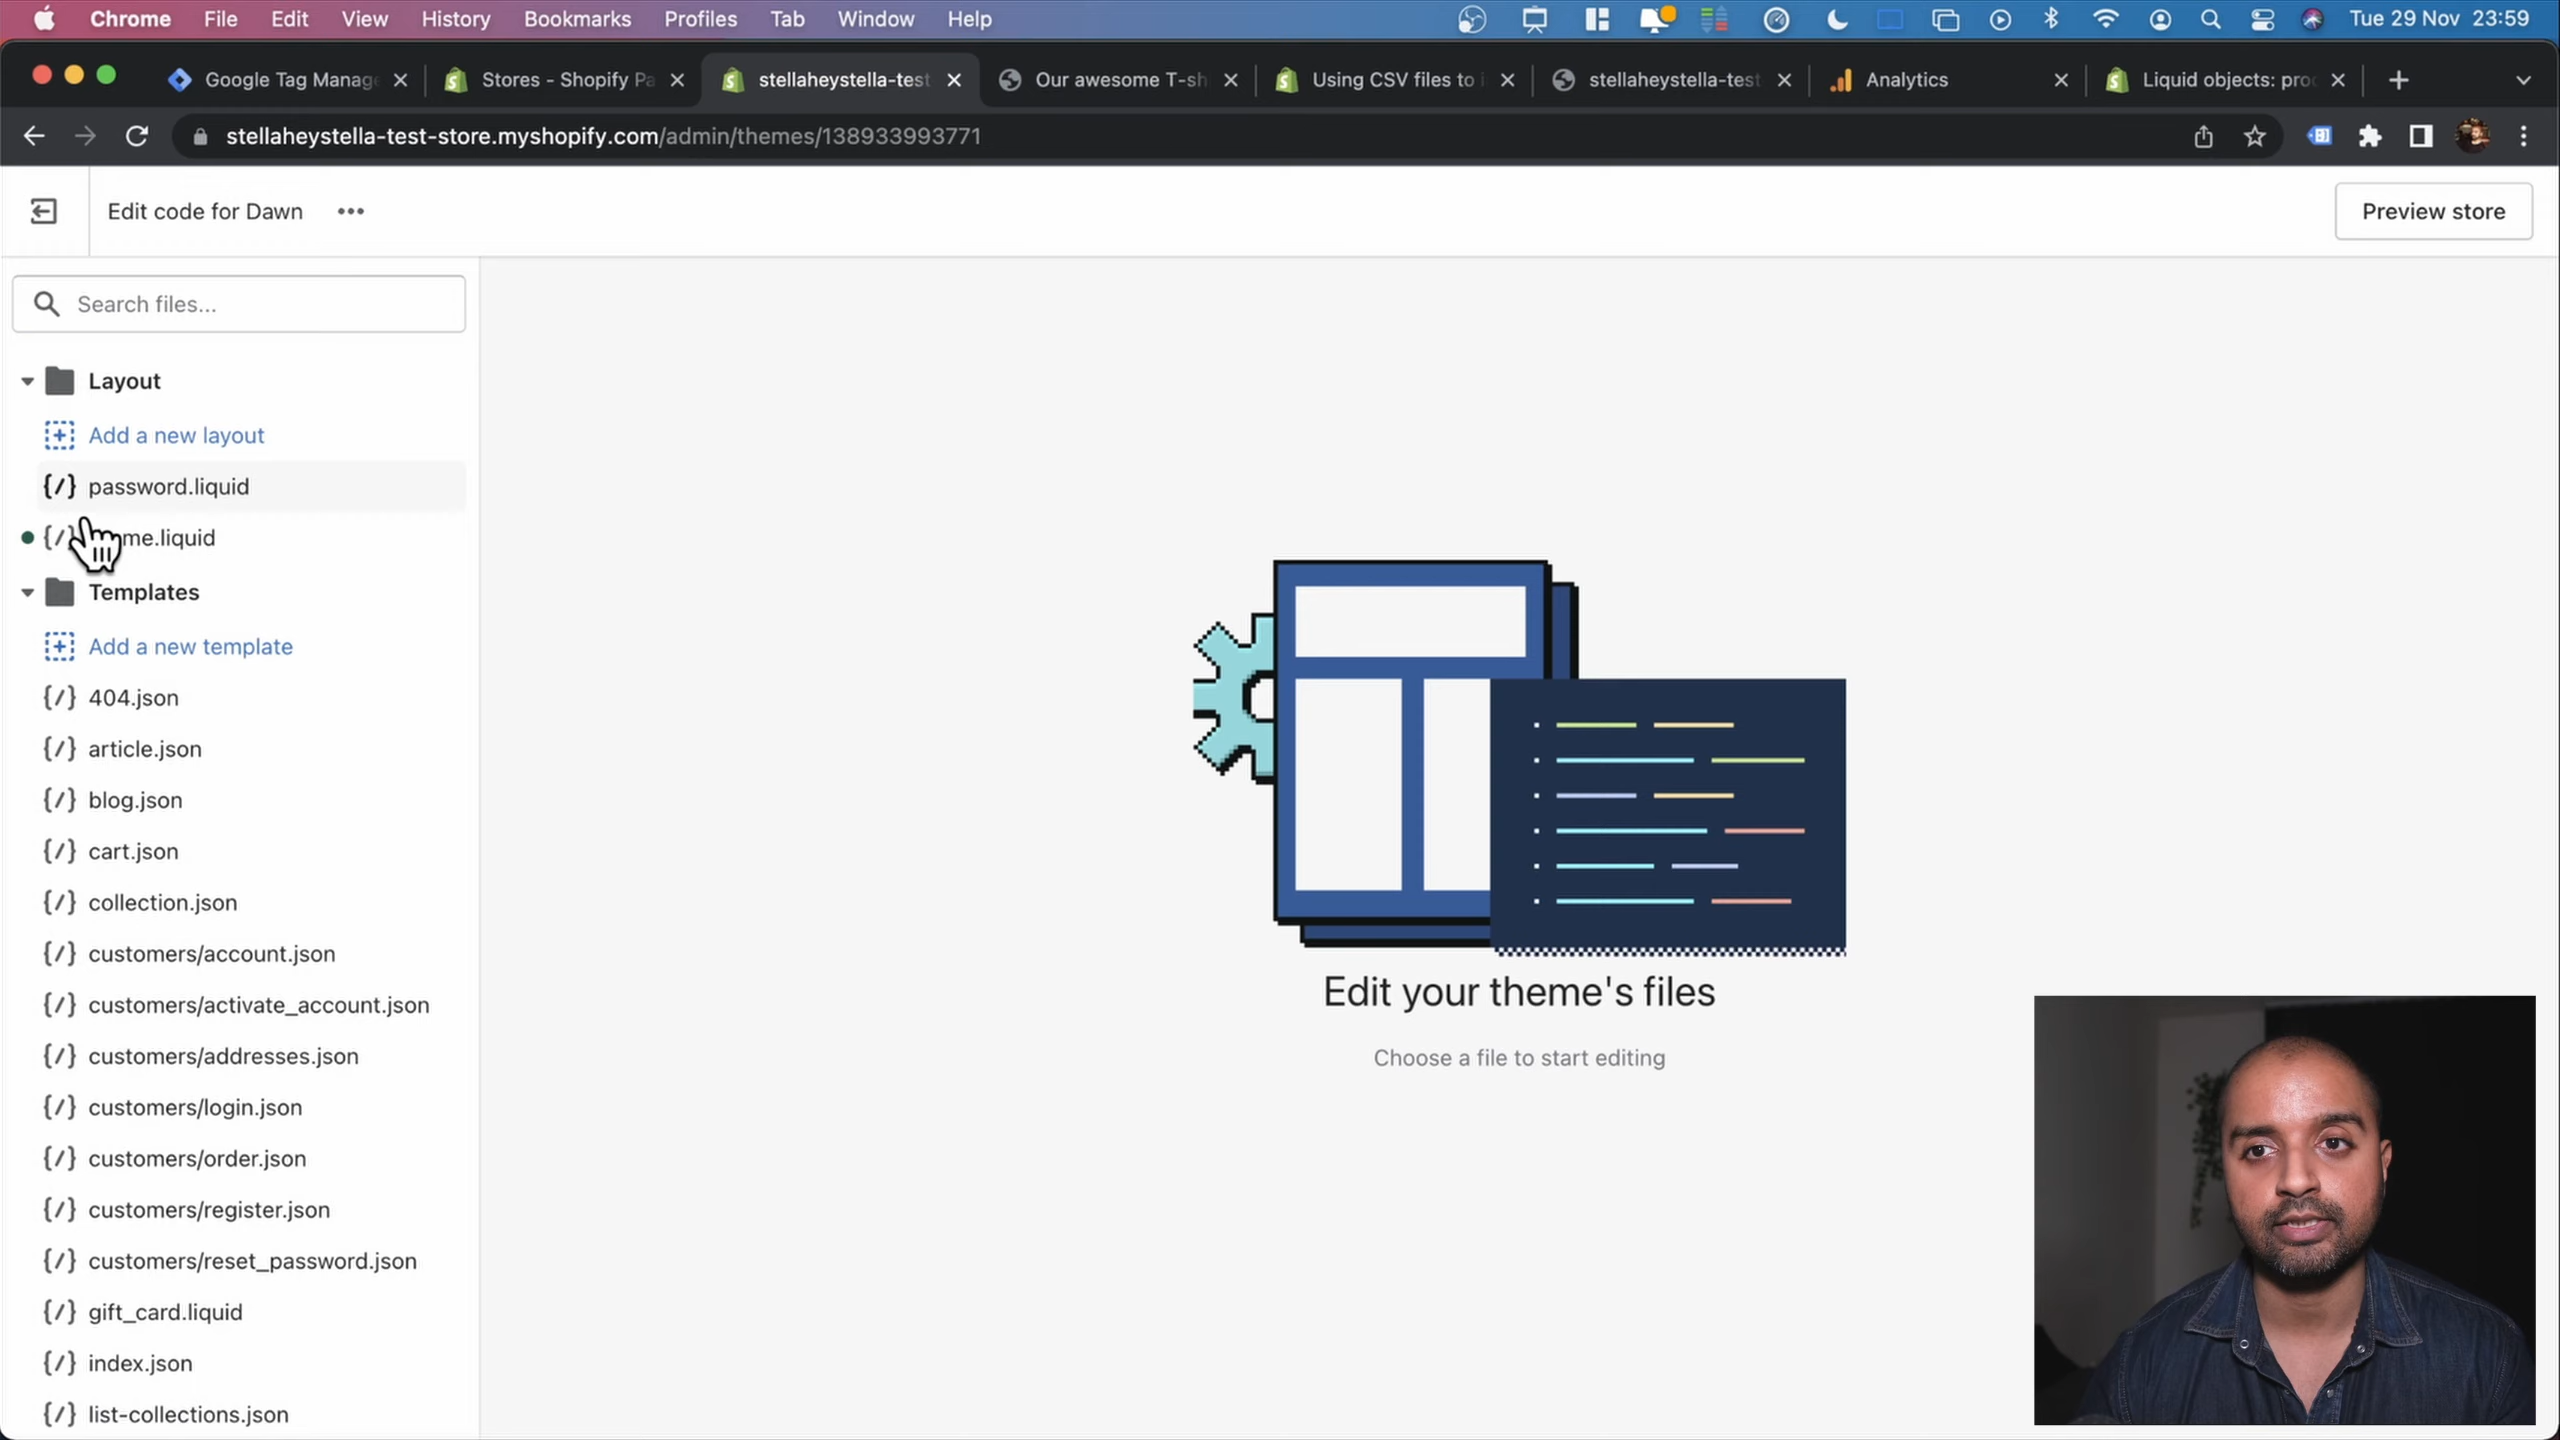 Chrome File Edit View History Bookmarks Profiles Tab Window Help Tue 29 Nov 23:59
Google Tag Manage Stores - Shopify Pa stellaheystella-test Our awesome T-sh Using CSV files to i stellaheystella-test Analytics Liquid objects: pro
stellaheystella-test-store.myshopify.com/admin/themes/138933993771
Edit code for Dawn ••• Preview store
Search files...
Layout
Add a new layout
{/} password.liquid
me.liquid
Templates
Add a new template
{/} 404.json
{/} article.json
{/} blog.json
{/} cart.json
{/} collection.json
{/} customers/account.json
{/} customers/activate_account.json
{/} customers/addresses.json
{/} customers/login.json
{/} customers/order.json
{/} customers/register.json
{/} customers/reset_password.json
{/} gift_card.liquid
{/} index.json
{/} list-collections.json
Edit your theme's files
Choose a file to start editing